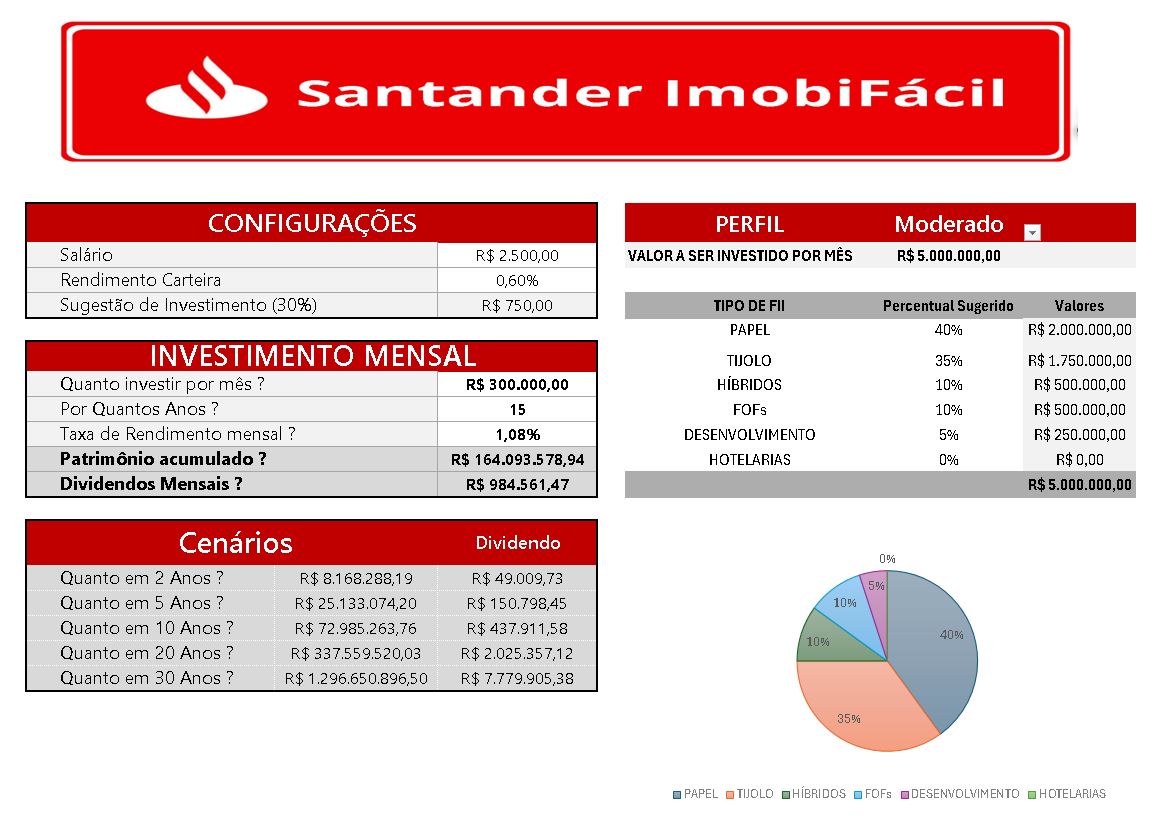 Santander ImobiFácil
CONFIGURAÇÕES
Salário R$ 2.500,00
Rendimento Carteira 0,60%
Sugestão de Investimento (30%) R$ 750,00
INVESTIMENTO MENSAL
Quanto investir por mês ? R$ 300.000,00
Por Quantos Anos ? 15
Taxa de Rendimento mensal ? 1,08%
Patrimônio acumulado ? R$ 164.093.578,94
Dividendos Mensais ? R$ 984.561,47
Cenários Dividendo
Quanto em 2 Anos ? R$ 8.168.288,19 R$ 49.009,73
Quanto em 5 Anos ? R$ 25.133.074,20 R$ 150.798,45
Quanto em 10 Anos ? R$ 72.985.263,76 R$ 437.911,58
Quanto em 20 Anos ? R$ 337.559.520,03 R$ 2.025.357,12
Quanto em 30 Anos ? R$ 1.296.650.896,50 R$ 7.779.905,38
PERFIL Moderado
VALOR A SER INVESTIDO POR MÊS R$ 5.000.000,00
TIPO DE FII Percentual Sugerido Valores
PAPEL 40% R$ 2.000.000,00
TIJOLO 35% R$ 1.750.000,00
HÍBRIDOS 10% R$ 500.000,00
FOFs 10% R$ 500.000,00
DESENVOLVIMENTO 5% R$ 250.000,00
HOTELARIAS 0% R$ 0,00
R$ 5.000.000,00
0%
5%
10%
40%
10%
35%
PAPEL TIJOLO HÍBRIDOS FOFs DESENVOLVIMENTO HOTELARIAS